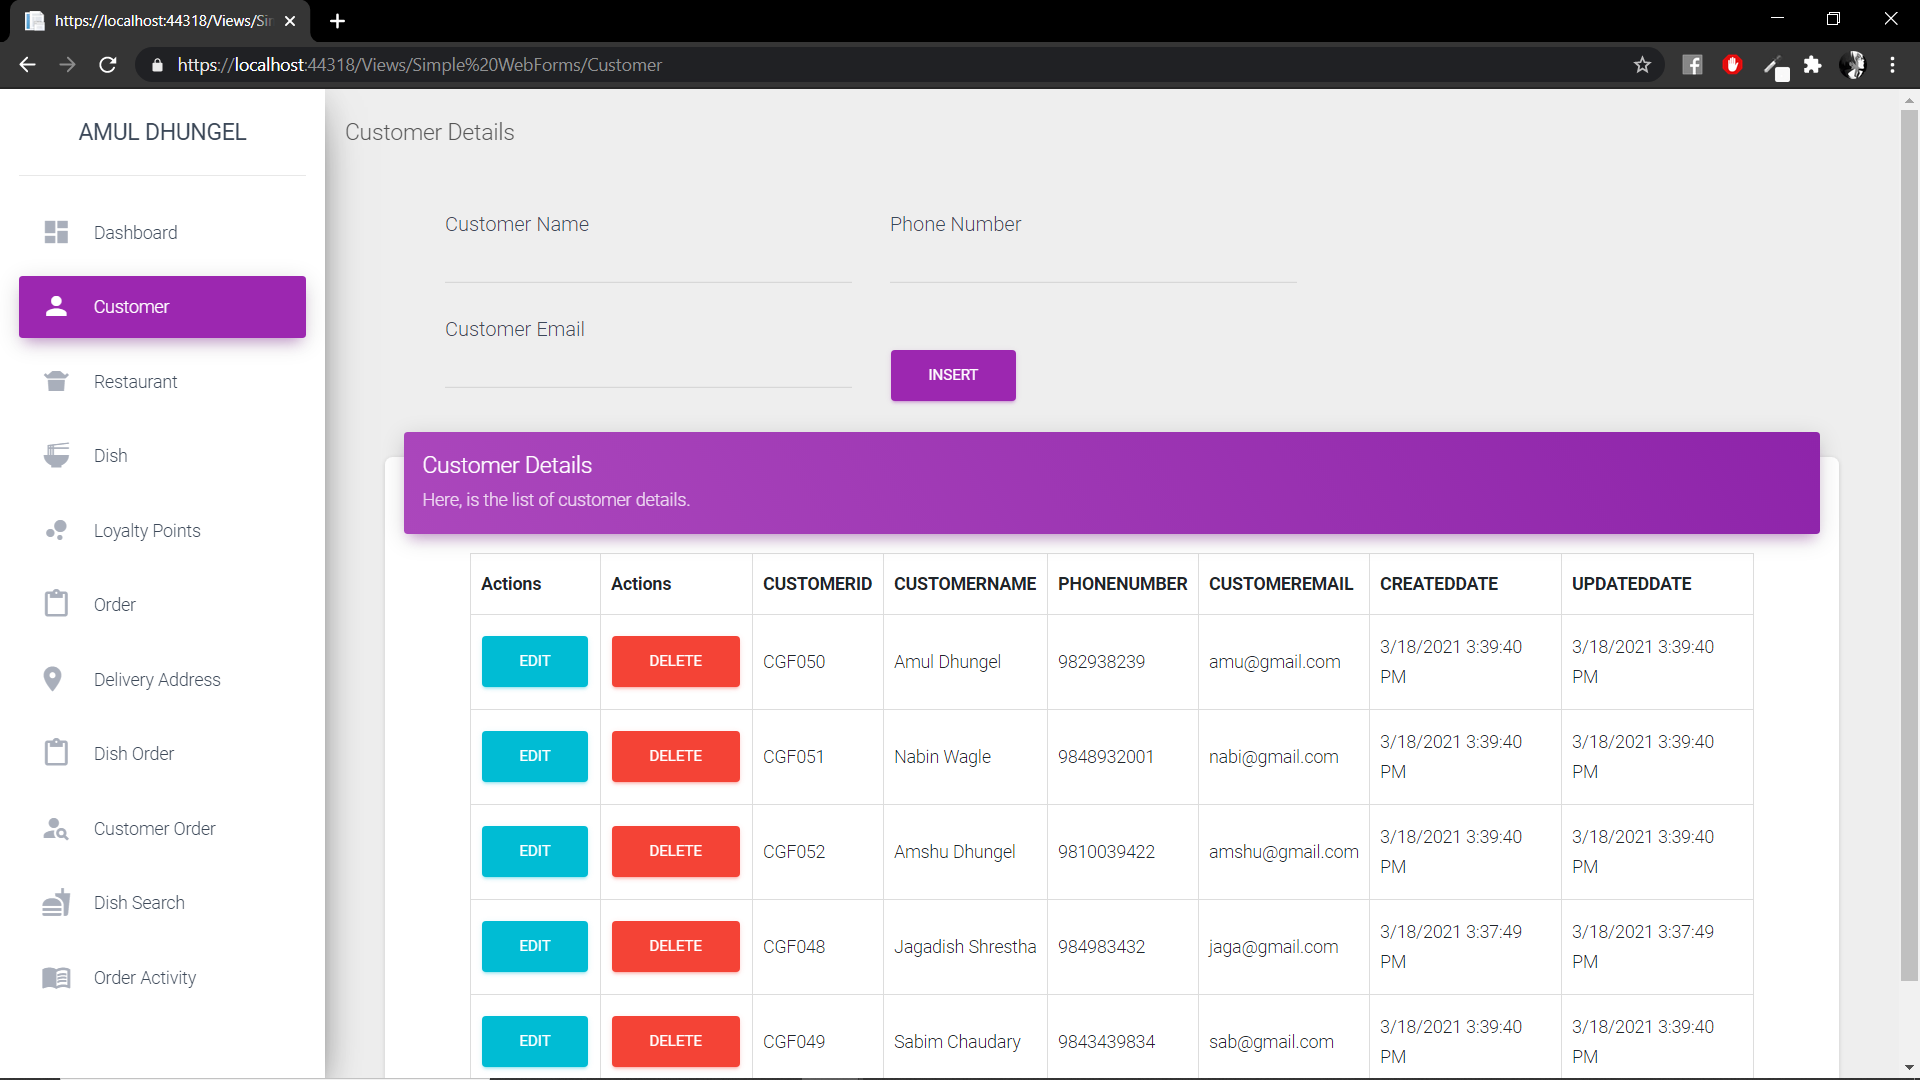 https://localhost:44318/Views/Sim
https://localhost:44318/Views/Simple%20WebForms/Customer
AMUL DHUNGEL
Dashboard
Customer
Restaurant
Dish
Loyalty Points
Order
Delivery Address
Dish Order
Customer Order
Dish Search
Order Activity
Customer Details
Customer Name Phone Number
Customer Email
INSERT
Customer Details
Here, is the list of customer details.
Actions Actions CUSTOMERID CUSTOMERNAME PHONENUMBER CUSTOMEREMAIL CREATEDDATE UPDATEDDATE
EDIT DELETE CGF050 Amul Dhungel 982938239 amu@gmail.com 3/18/2021 3:39:40 PM 3/18/2021 3:39:40 PM
EDIT DELETE CGF051 Nabin Wagle 9848932001 nabi@gmail.com 3/18/2021 3:39:40 PM 3/18/2021 3:39:40 PM
EDIT DELETE CGF052 Amshu Dhungel 9810039422 amshu@gmail.com 3/18/2021 3:39:40 PM 3/18/2021 3:39:40 PM
EDIT DELETE CGF048 Jagadish Shrestha 984983432 jaga@gmail.com 3/18/2021 3:37:49 PM 3/18/2021 3:37:49 PM
EDIT DELETE CGF049 Sabim Chaudary 9843439834 sab@gmail.com 3/18/2021 3:39:40 PM 3/18/2021 3:39:40 PM